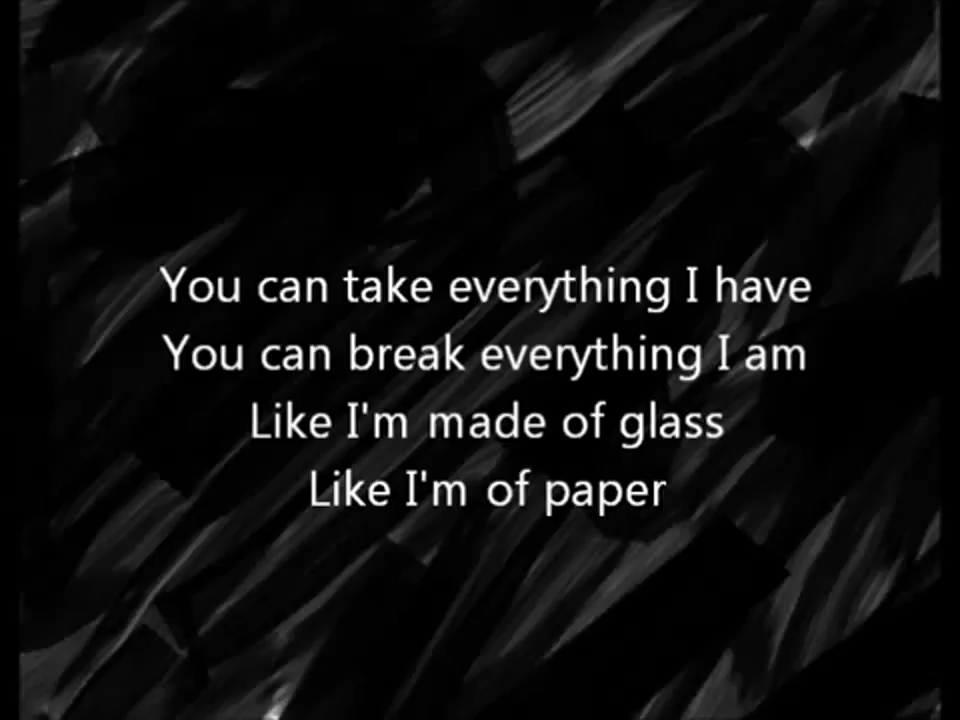 You can take everything I have
You can break everything I am
Like I'm made of glass
Like I'm of paper